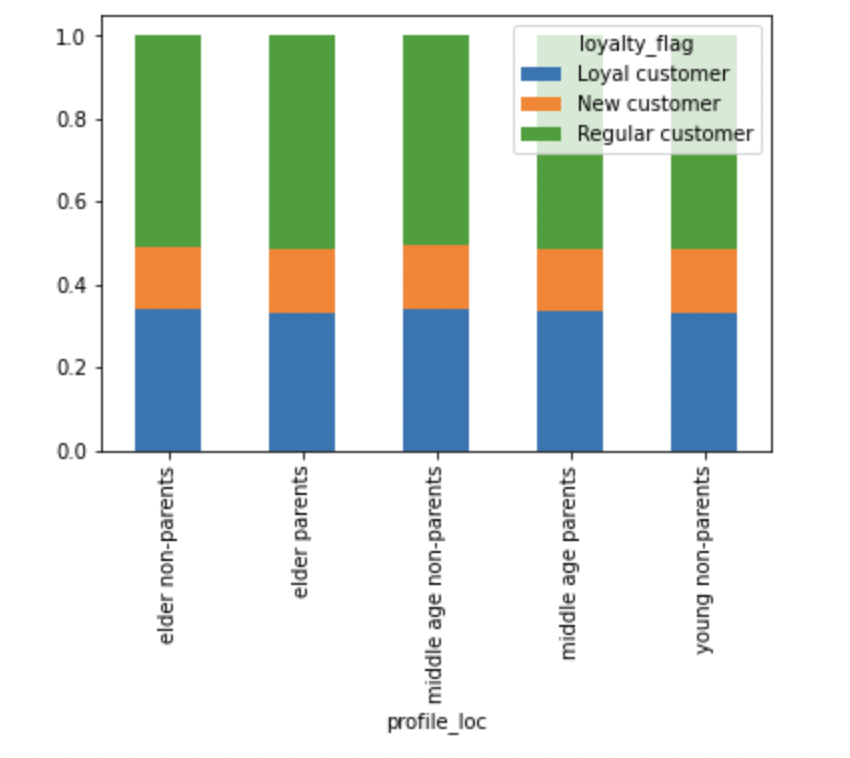 1.0
0.8
0.6
0.4
0.2
0.0
loyalty_flag
Loyal customer
New customer
Regular customer
elder non-parents
elder parents
middle age non-parents
middle age parents
young non-parents
profile_loc